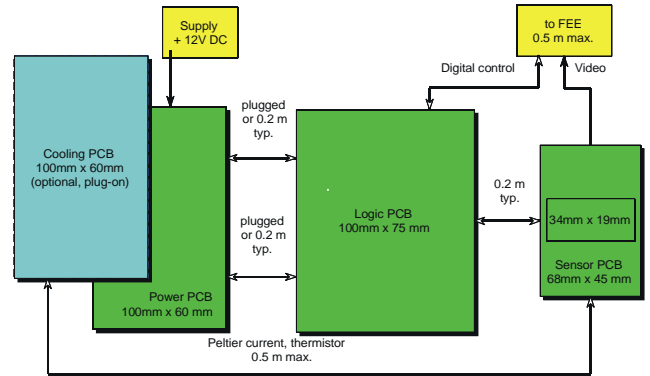 Supply
+ 12V DC
to FEE
0.5 m max.
Digital control
Video
Cooling PCB
100mm x 60mm
(optional, plug-on)
plugged
or 0.2 m
typ.
plugged
or 0.2 m
typ.
Logic PCB
100mm x 75 mm
0.2 m
typ.
34mm x 19mm
Sensor PCB
68mm x 45 mm
Power PCB
100mm x 60 mm
Peltier current, thermistor
0.5 m max.